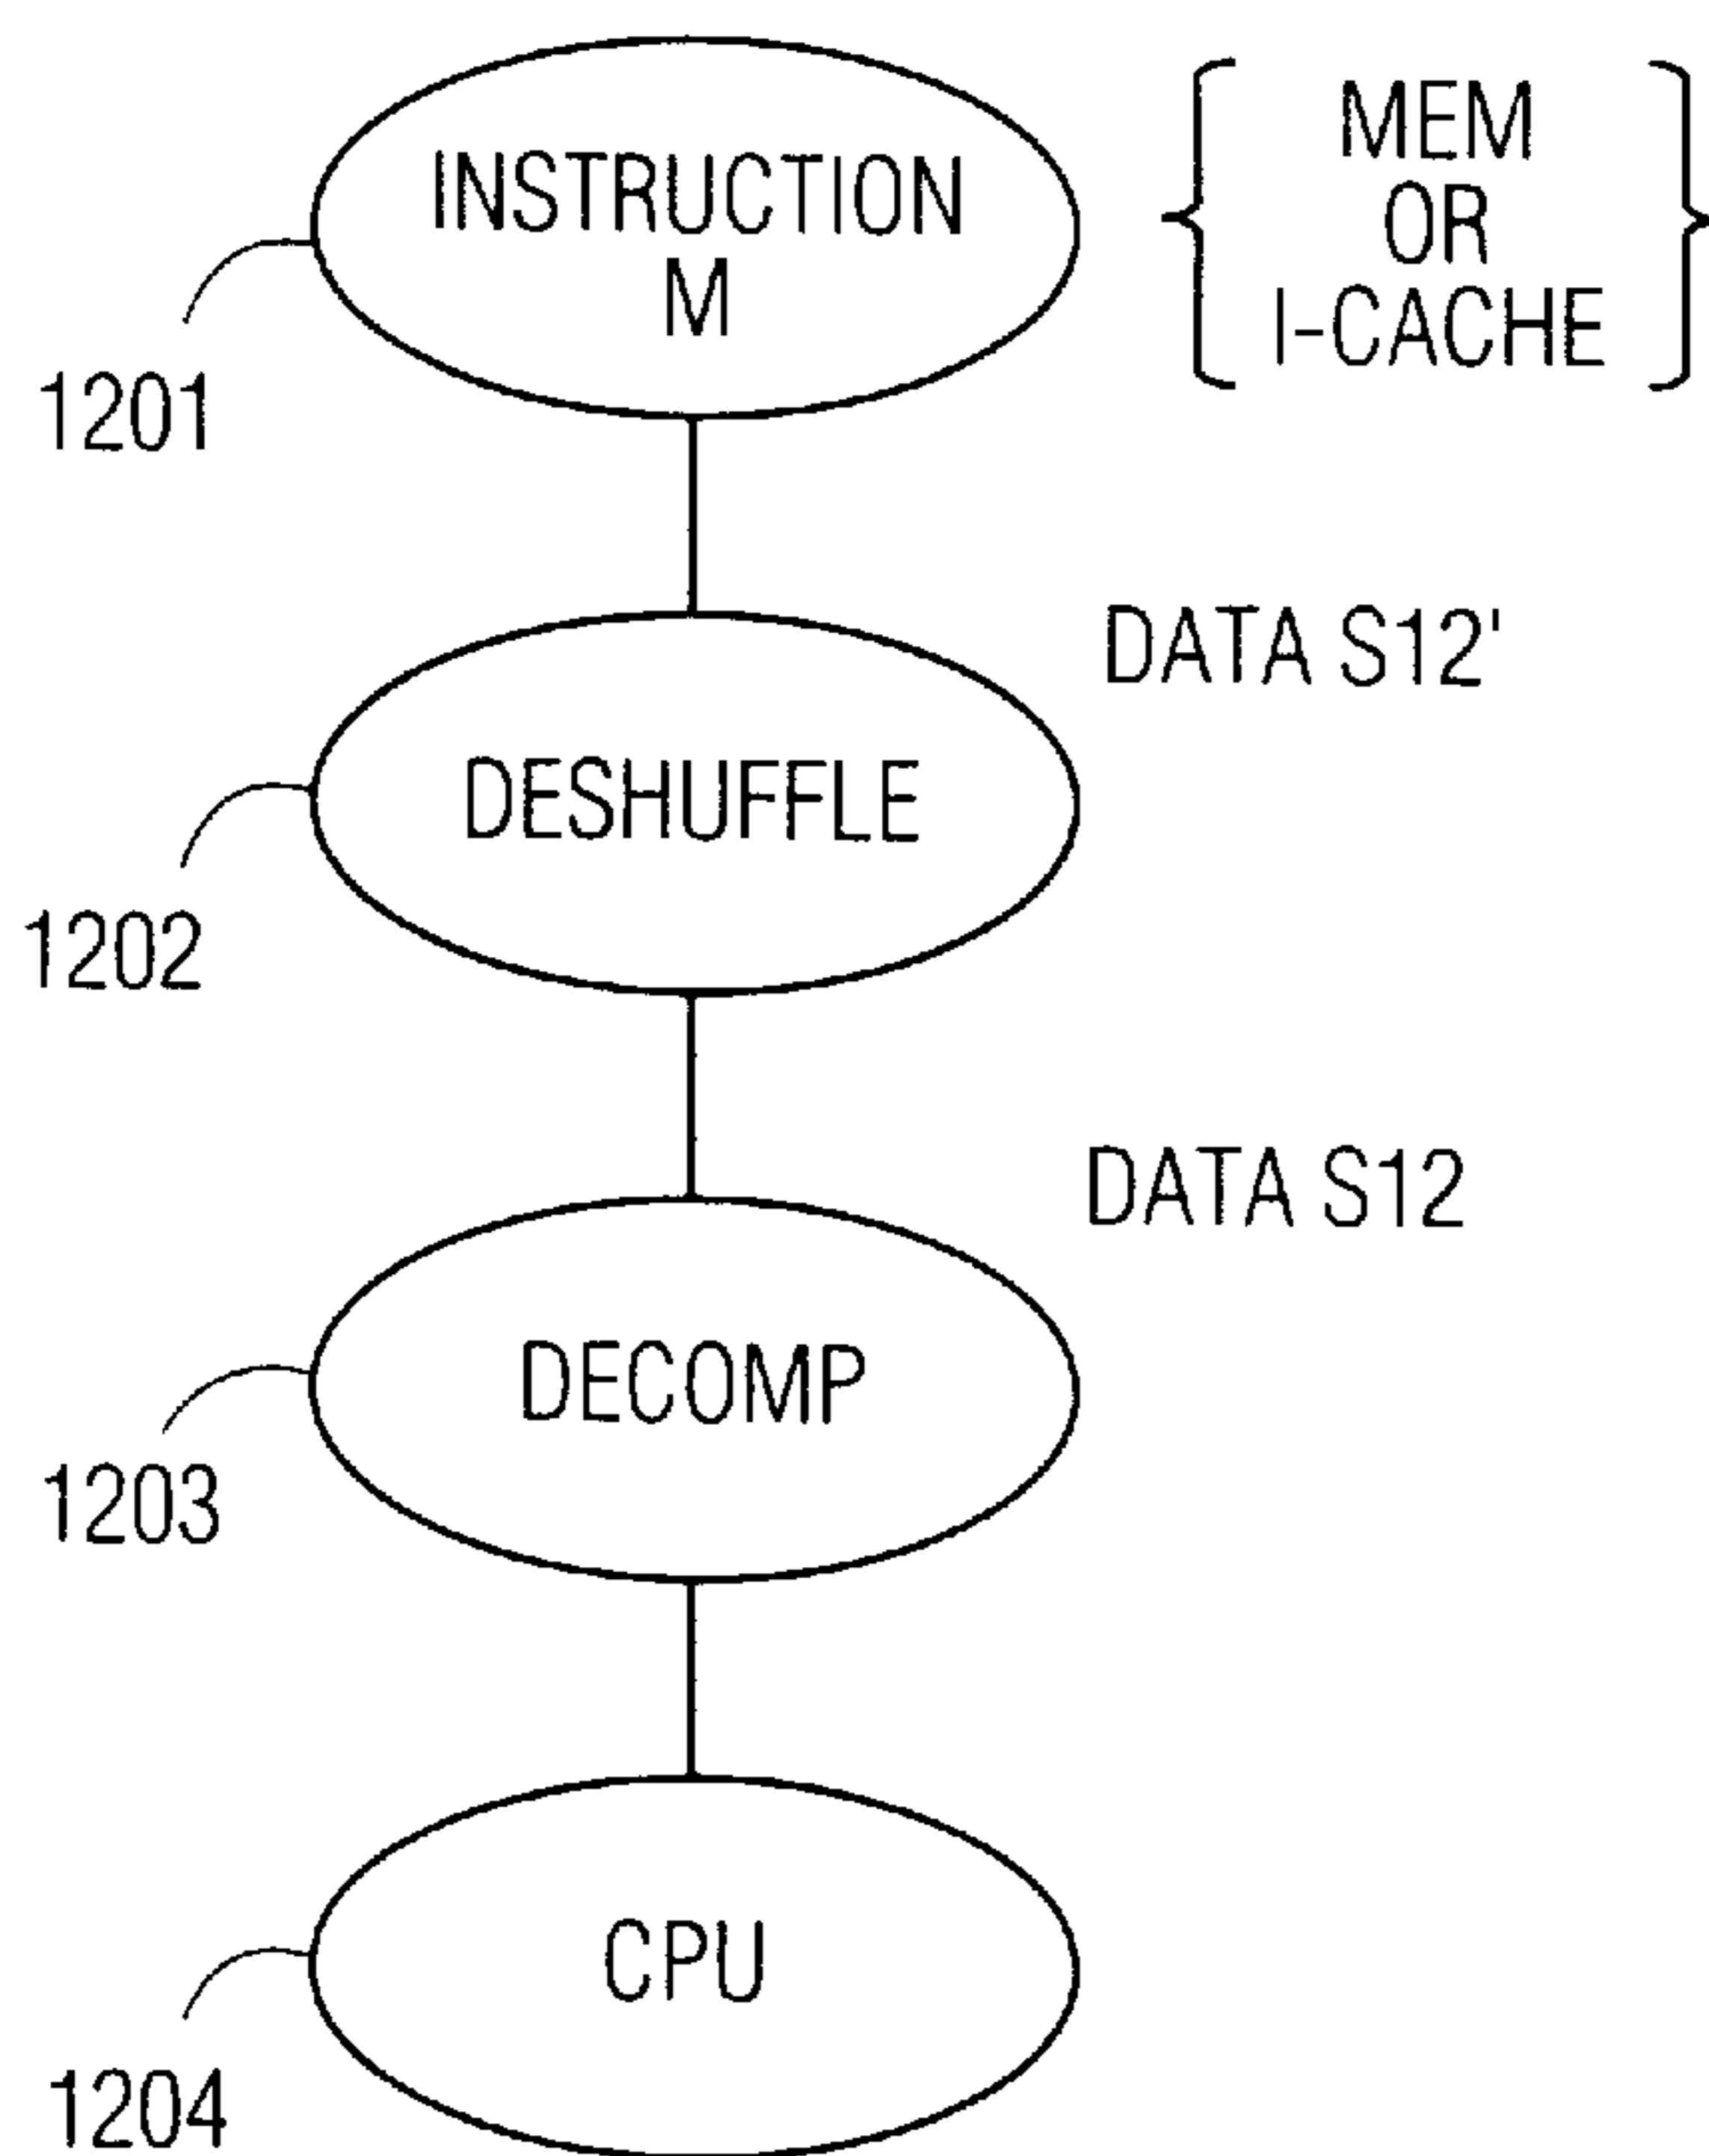 INSTRUCTION
M
MEM
OR
I-CACHE
1201
DATA S12'
DESHUFFLE
1202
DATA S12
DECOMP
1203
CPU
1204